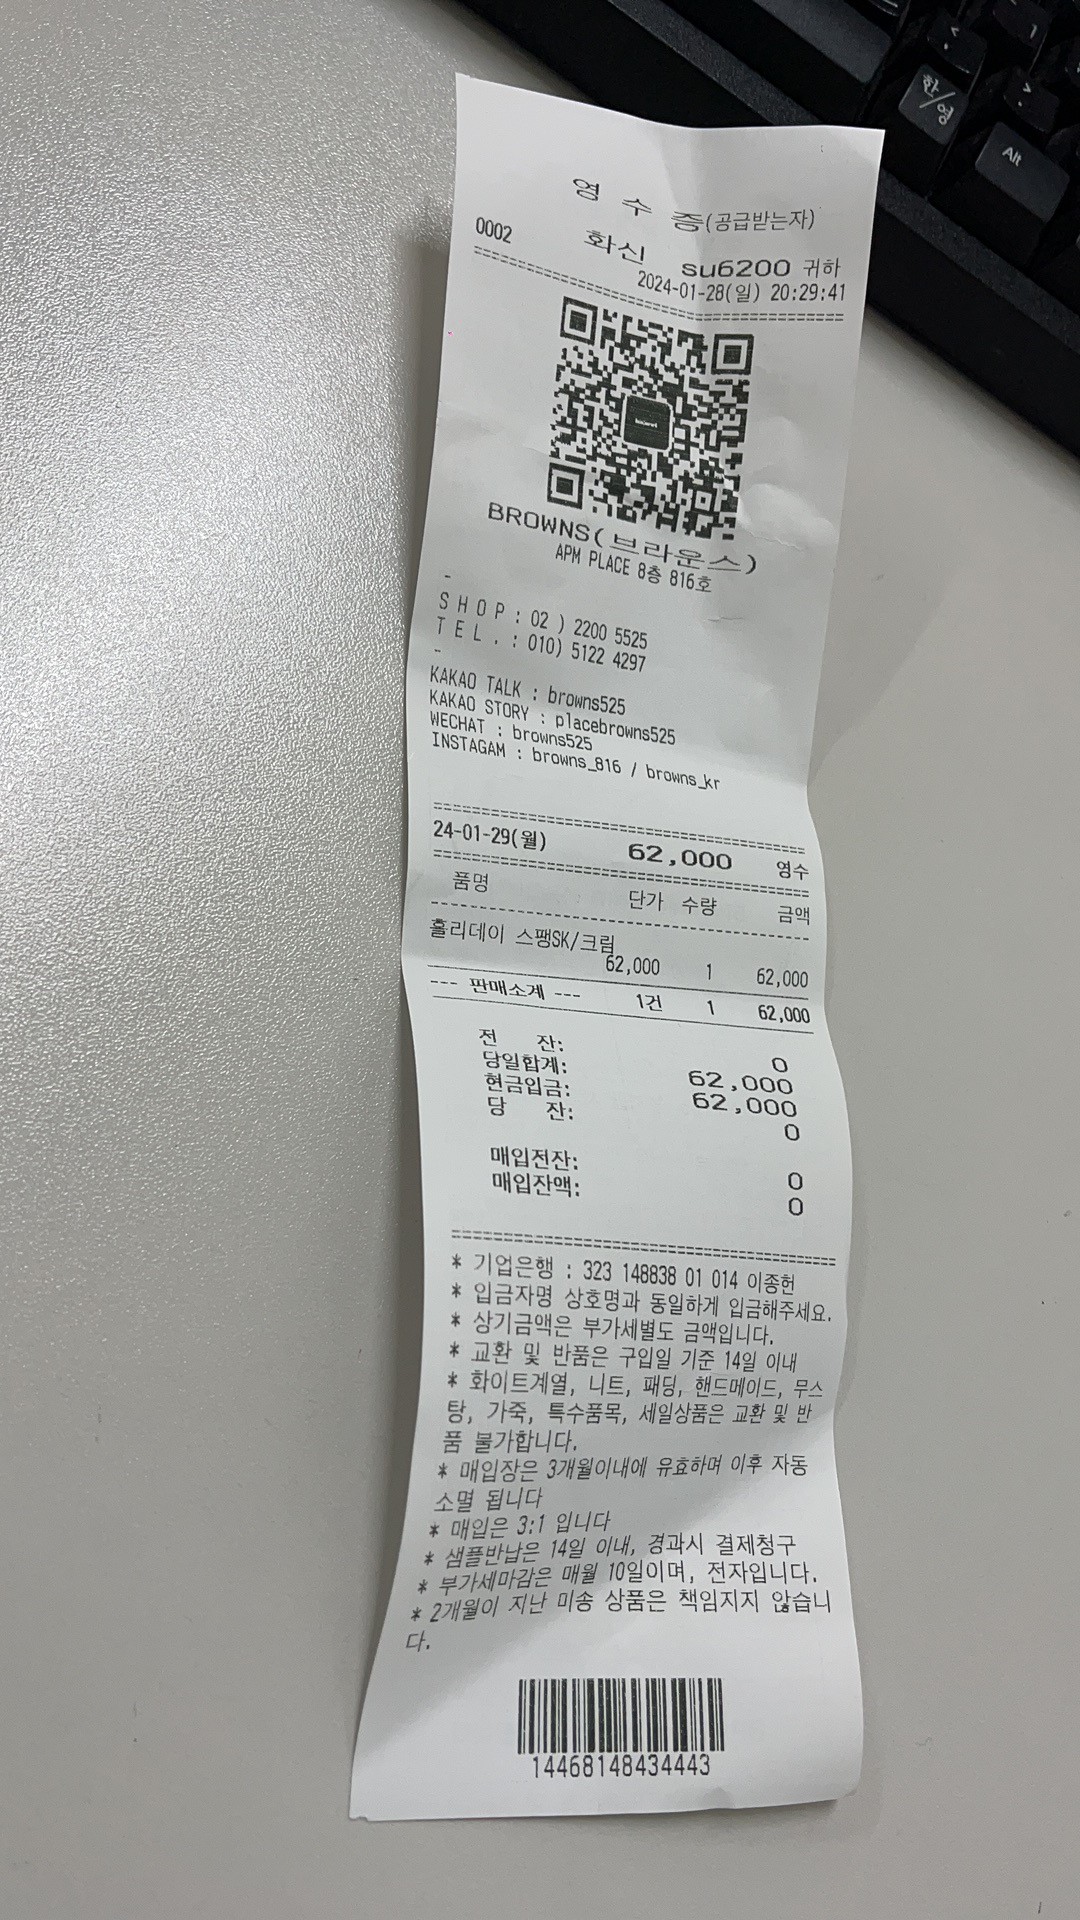 영 수 증(공급받는자)
0002 화신 su6200 귀하
2024-01-28(일) 20:29:41
BROWNS(브라운스)
APM PLACE 8층 816호
-
S H O P : 02 ) 2200 5525
T E L . : 010) 5122 4297
-
KAKAO TALK : browns525
KAKAO STORY : placebrowns525
WECHAT : browns525
INSTAGAM : browns_816 / browns_kr
24-01-29(월) 62,000 영수
품명 단가 수량 금액
홀리데이 스팽SK/크림
62,000 1 62,000
--- 판매소계 --- 1건 1 62,000
전 잔: 0
당일합계: 62,000
현금입금: 62,000
당 잔: 0
매입전잔: 0
매입잔액: 0
* 기업은행 : 323 148838 01 014 이종헌
* 입금자명 상호명과 동일하게 입금해주세요.
* 상기금액은 부가세별도 금액입니다.
* 교환 및 반품은 구입일 기준 14일 이내
* 화이트계열, 니트, 패딩, 핸드메이드, 무스
탕, 가죽, 특수품목, 세일상품은 교환 및 반
품 불가합니다.
* 매입장은 3개월이내에 유효하며 이후 자동
소멸 됩니다
* 매입은 3:1 입니다
* 샘플반납은 14일 이내, 경과시 결제청구
* 부가세마감은 매월 10일이며, 전자입니다.
* 2개월이 지난 미송 상품은 책임지지 않습니
다.
14468148434443
한/영
Alt